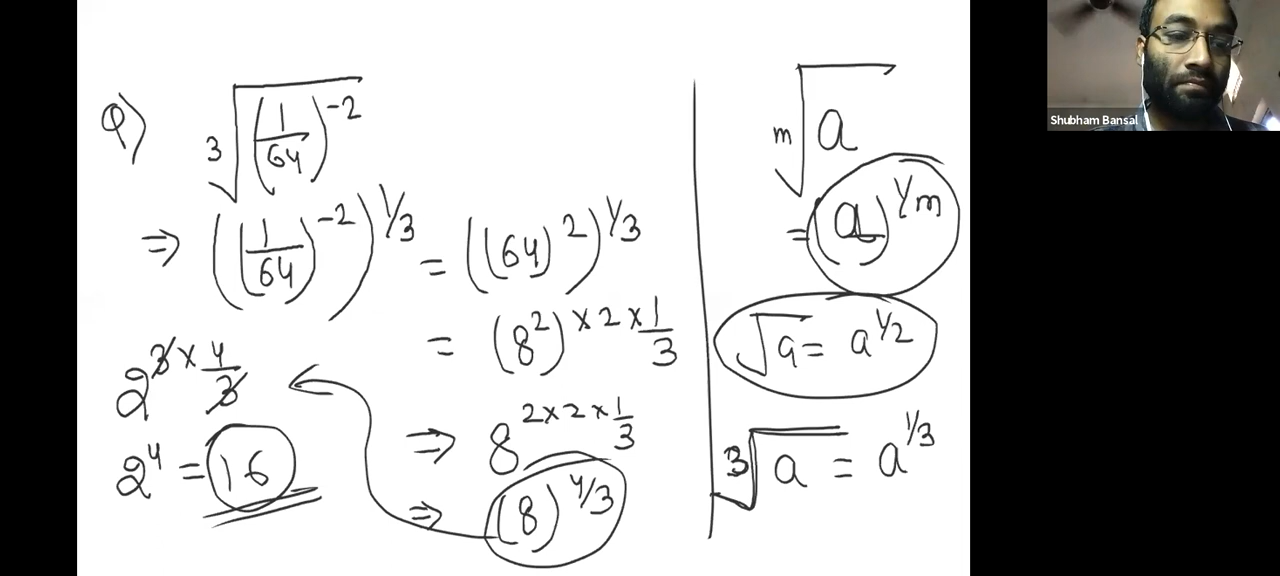 Q) ∛((1/64)^-2)
⇒ ((1/64)^-2)^1/3 = ((64)^2)^1/3
= (8^2)^×2×1/3
⇒ 8^2×2×1/3
⇒ (8)^4/3
2^3×4/3
2^4 = 16
m√a
= (a)^1/m
√a = a^1/2
3√a = a^1/3
Shubham Bansal